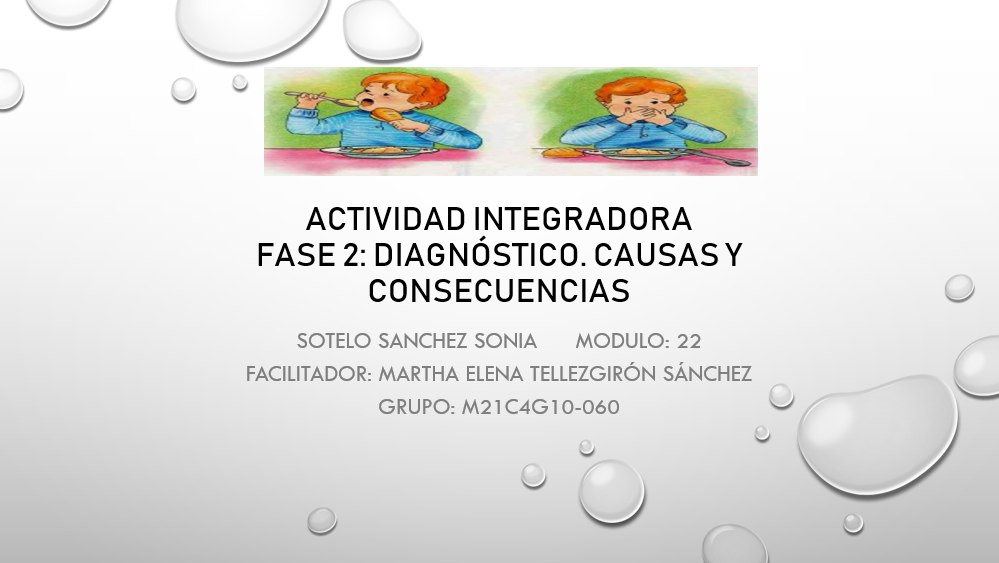 ACTIVIDAD INTEGRADORA
FASE 2: DIAGNÓSTICO. CAUSAS Y
CONSECUENCIAS
SOTELO SANCHEZ SONIA MODULO: 22
FACILITADOR: MARTHA ELENA TELLEZGIRÓN SÁNCHEZ
GRUPO: M21C4G10-060